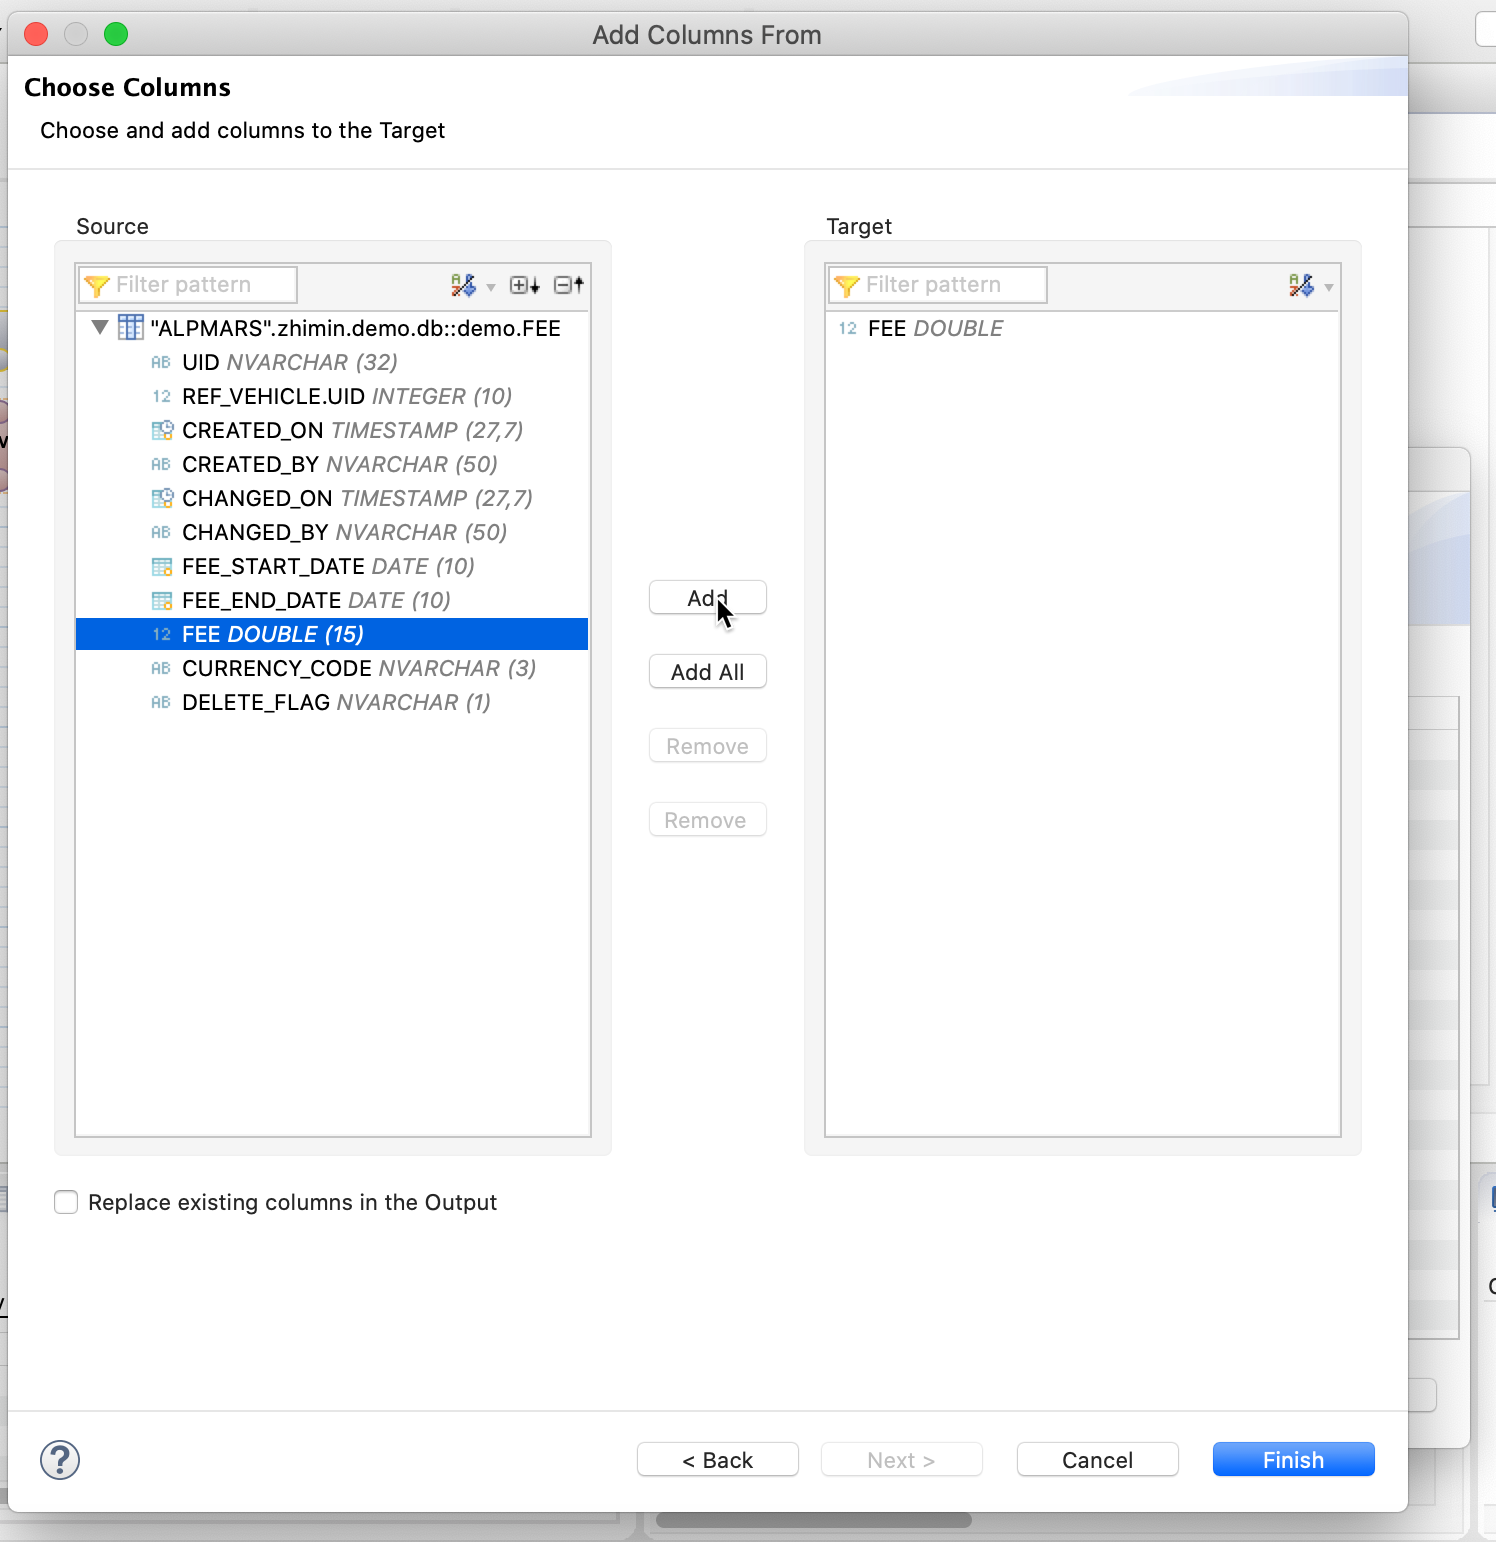 Add Columns From
Choose Columns
Choose and add columns to the Target
Source
Target
Filter pattern
Filter pattern
"ALPMARS".zhimin.demo.db::demo.FEE
AB UID NVARCHAR (32)
12 REF_VEHICLE.UID INTEGER (10)
CREATED_ON TIMESTAMP (27,7)
AB CREATED_BY NVARCHAR (50)
CHANGED_ON TIMESTAMP (27,7)
AB CHANGED_BY NVARCHAR (50)
FEE_START_DATE DATE (10)
FEE_END_DATE DATE (10)
12 FEE DOUBLE (15)
AB CURRENCY_CODE NVARCHAR (3)
AB DELETE_FLAG NVARCHAR (1)
Add
Add All
Remove
Remove
12 FEE DOUBLE
Replace existing columns in the Output
?
< Back
Next >
Cancel
Finish